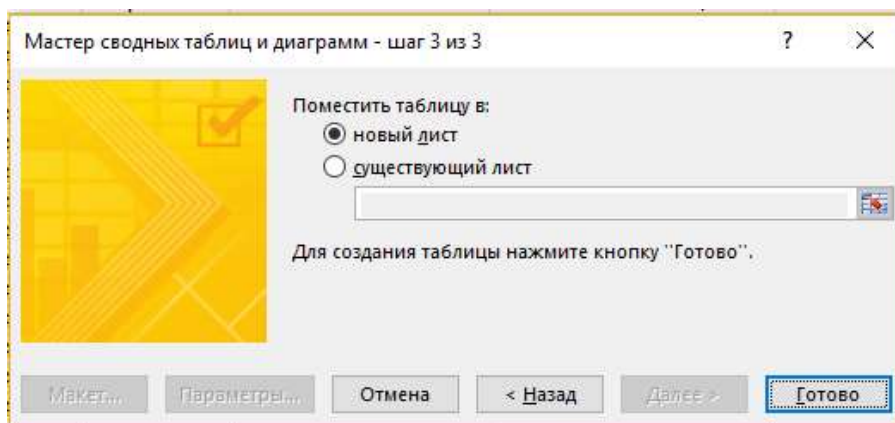 Мастер сводных таблиц и диаграмм - шаг 3 из 3 ?
Поместить таблицу в:
новый лист
существующий лист
Для создания таблицы нажмите кнопку "Готово".
Макет... Параметры... Отмена < Назад Далее > Готово